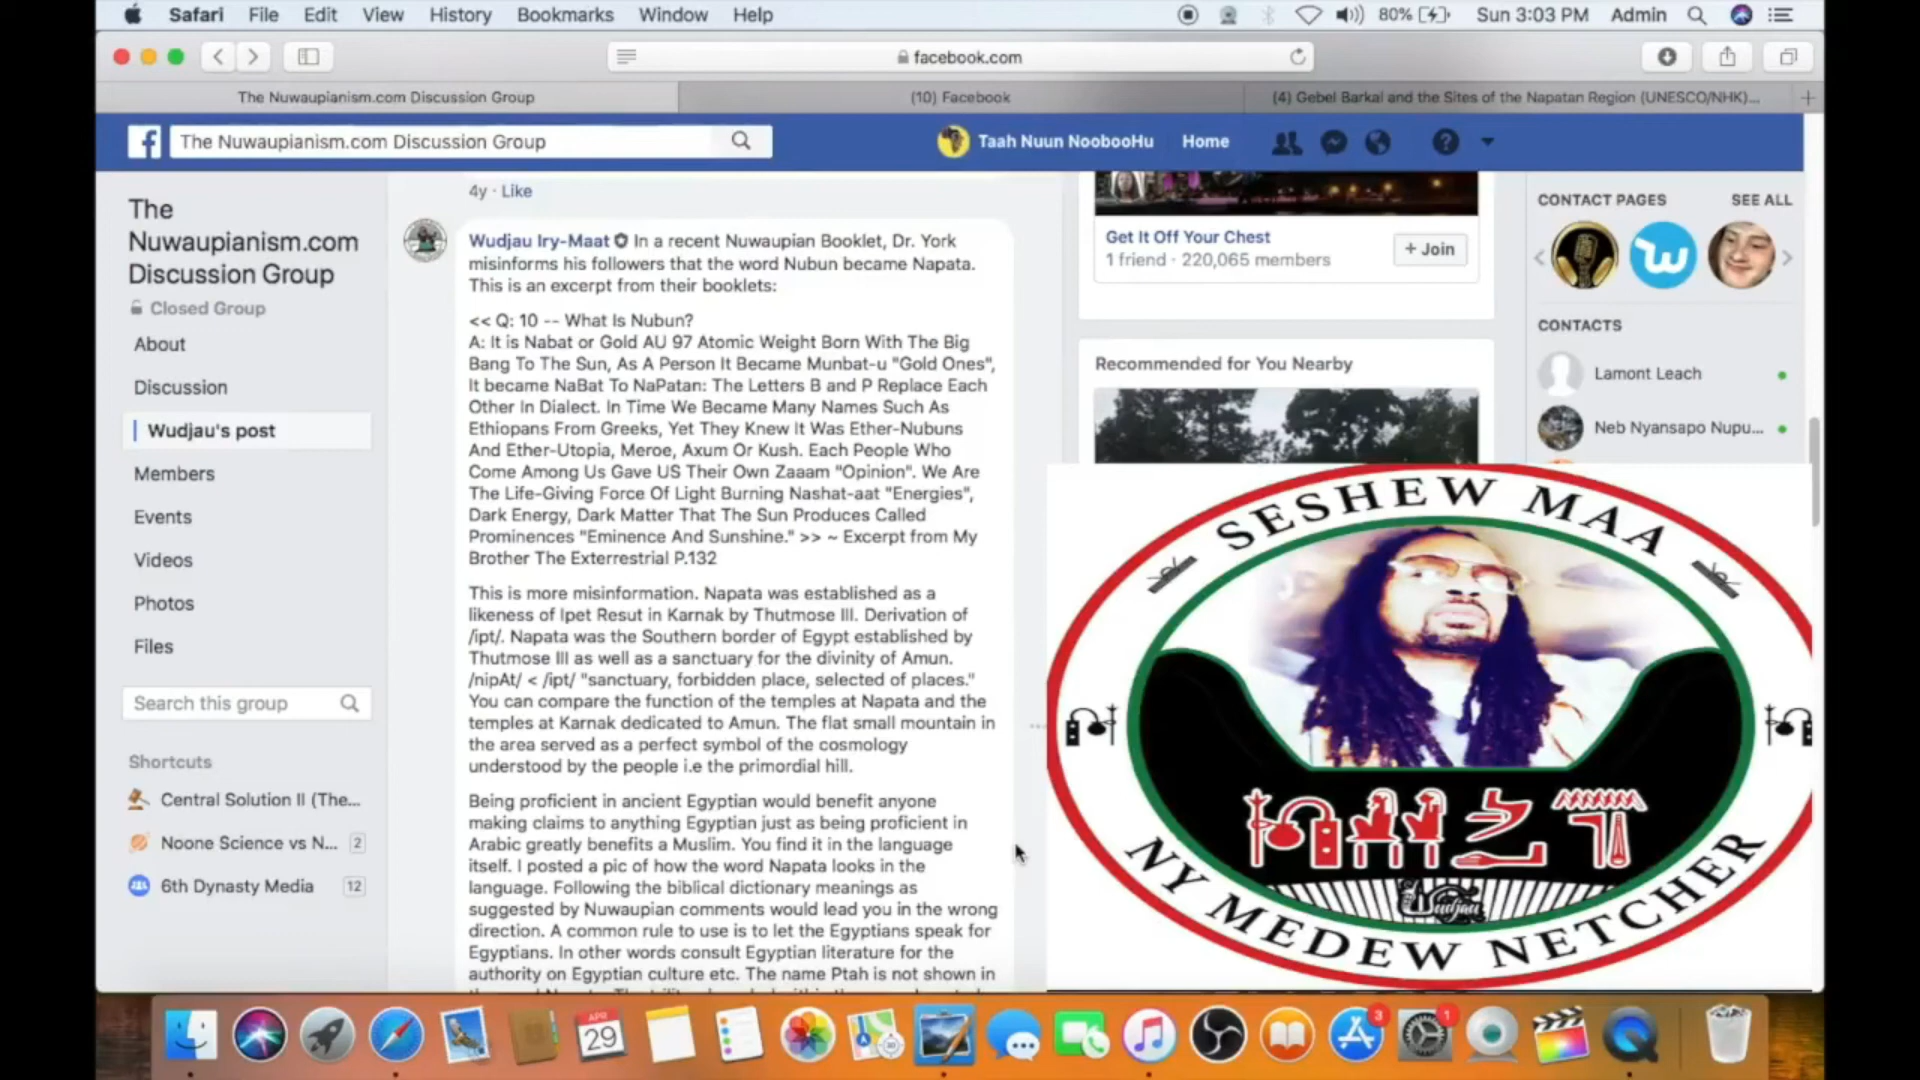 Safari File Edit View History Bookmarks Window Help 80% Sun 3:03 PM Admin
facebook.com
The Nuwaupianism.com Discussion Group (10) Facebook (4) Gebel Barkal and the Sites of the Napatan Region (UNESCO/NHK)...
The Nuwaupianism.com Discussion Group Taah Nuun NoobooHu Home
The
Nuwaupianism.com
Discussion Group
Closed Group
About
Discussion
Wudjau's post
Members
Events
Videos
Photos
Files
Search this group
Shortcuts
Central Solution II (The...
Noone Science vs N... 2
6th Dynasty Media 12
4y · Like
Wudjau Iry-Maat In a recent Nuwaupian Booklet, Dr. York
misinforms his followers that the word Nubun became Napata.
This is an excerpt from their booklets:
<< Q: 10 -- What Is Nubun?
A: It is Nabat or Gold AU 97 Atomic Weight Born With The Big
Bang To The Sun, As A Person It Became Munbat-u "Gold Ones",
It became NaBat To NaPatan: The Letters B and P Replace Each
Other In Dialect. In Time We Became Many Names Such As
Ethiopans From Greeks, Yet They Knew It Was Ether-Nubuns
And Ether-Utopia, Meroe, Axum Or Kush. Each People Who
Come Among Us Gave US Their Own Zaaam "Opinion". We Are
The Life-Giving Force Of Light Burning Nashat-aat "Energies",
Dark Energy, Dark Matter That The Sun Produces Called
Prominences "Eminence And Sunshine." >> ~ Excerpt from My
Brother The Exterrestrial P.132
This is more misinformation. Napata was established as a
likeness of Ipet Resut in Karnak by Thutmose III. Derivation of
/ipt/. Napata was the Southern border of Egypt established by
Thutmose III as well as a sanctuary for the divinity of Amun.
/nipAt/ < /ipt/ "sanctuary, forbidden place, selected of places."
You can compare the function of the temples at Napata and the
temples at Karnak dedicated to Amun. The flat small mountain in
the area served as a perfect symbol of the cosmology
understood by the people i.e the primordial hill.
Being proficient in ancient Egyptian would benefit anyone
making claims to anything Egyptian just as being proficient in
Arabic greatly benefits a Muslim. You find it in the language
itself. I posted a pic of how the word Napata looks in the
language. Following the biblical dictionary meanings as
suggested by Nuwaupian comments would lead you in the wrong
direction. A common rule to use is to let the Egyptians speak for
Egyptians. In other words consult Egyptian literature for the
authority on Egyptian culture etc. The name Ptah is not shown in
Get It Off Your Chest
1 friend · 220,065 members
+ Join
Recommended for You Nearby
CONTACT PAGES SEE ALL
CONTACTS
Lamont Leach
Neb Nyansapo Nupu...
SESHEW MAA
NY MEDEW NETCHER
Wudjau
APR
29
3
1